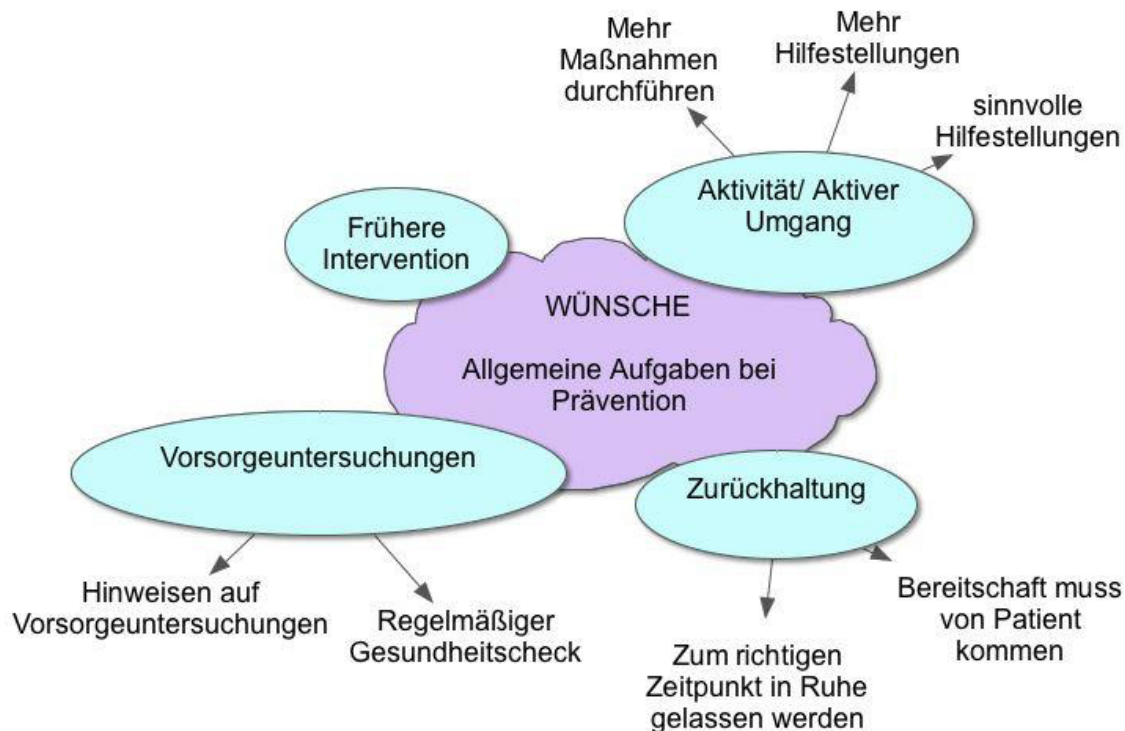 Mehr
Maßnahmen
durchführen
Mehr
Hilfestellungen
sinnvolle
Hilfestellungen
Aktivität/ Aktiver
Umgang
Frühere
Intervention
WÜNSCHE
Allgemeine Aufgaben bei
Prävention
Vorsorgeuntersuchungen
Zurückhaltung
Hinweisen auf
Vorsorgeuntersuchungen
Regelmäßiger
Gesundheitscheck
Zum richtigen
Zeitpunkt in Ruhe
gelassen werden
Bereitschaft muss
von Patient
kommen